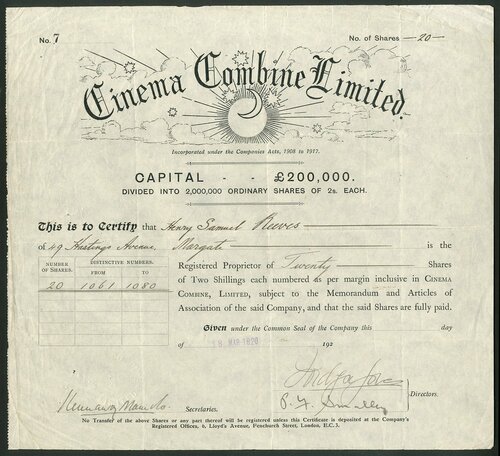 No. 7
No. of Shares —20—
Cinema Combine Limited.
Incorporated under the Companies Acts, 1908 to 1917.
CAPITAL - - £200,000.
DIVIDED INTO 2,000,000 ORDINARY SHARES OF 2s. EACH.
This is to Certify that Henry Samuel Reeves
of 49 Hastings Avenue, Margate is the
Registered Proprietor of Twenty Shares
of Two Shillings each numbered as per margin inclusive in CINEMA
COMBINE, LIMITED, subject to the Memorandum and Articles of
Association of the said Company, and that the said Shares are fully paid.
NUMBER OF SHARES.
DISTINCTIVE NUMBERS.
FROM TO
20 1061 1080
Given under the Common Seal of the Company this day
of 18 MAR 1920 192
Directors.
Secretaries.
No Transfer of the above Shares or any part thereof will be registered unless this Certificate is deposited at the Company's
Registered Offices, 6, Lloyd's Avenue, Fenchurch Street, London, E.C.3.